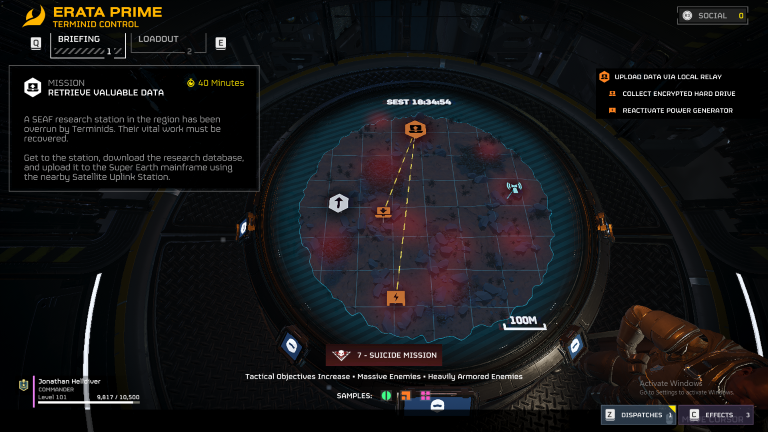 ERATA PRIME
TERMINID CONTROL
SOCIAL 0
Q BRIEFING 1 LOADOUT 2 E
MISSION
RETRIEVE VALUABLE DATA
40 Minutes
A SEAF research station in the region has been
overrun by Terminids. Their vital work must be
recovered.
Get to the station, download the research database,
and upload it to the Super Earth mainframe using
the nearby Satellite Uplink Station.
UPLOAD DATA VIA LOCAL RELAY
COLLECT ENCRYPTED HARD DRIVE
REACTIVATE POWER GENERATOR
SEST 18:34:54
100M
7 - SUICIDE MISSION
Tactical Objectives Increase • Massive Enemies • Heavily Armored Enemies
SAMPLES:
Jonathan Helldiver
COMMANDER
Level 101 9,817 / 10,500
Activate Windows
Go to Settings to activate Windows.
Z DISPATCHES 1
C EFFECTS 3
CURSOR